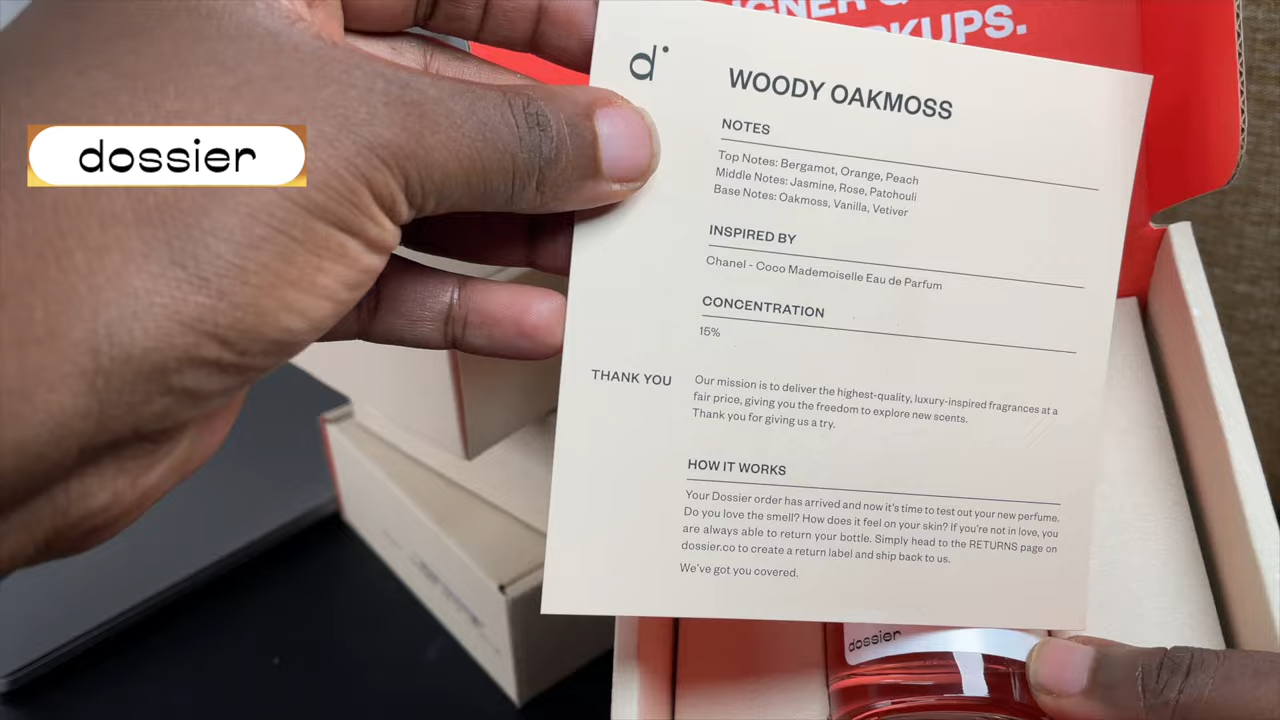 IGNER &
KUPS.
d
dossier
WOODY OAKMOSS
NOTES
Top Notes: Bergamot, Orange, Peach
Middle Notes: Jasmine, Rose, Patchouli
Base Notes: Oakmoss, Vanilla, Vetiver
INSPIRED BY
Chanel - Coco Mademoiselle Eau de Parfum
CONCENTRATION
15%
THANK YOU
Our mission is to deliver the highest-quality, luxury-inspired fragrances at a
fair price, giving you the freedom to explore new scents.
Thank you for giving us a try.
HOW IT WORKS
Your Dossier order has arrived and now it's time to test out your new perfume.
Do you love the smell? How does it feel on your skin? If you're not in love, you
are always able to return your bottle. Simply head to the RETURNS page on
dossier.co to create a return label and ship back to us.
We've got you covered.
dossier